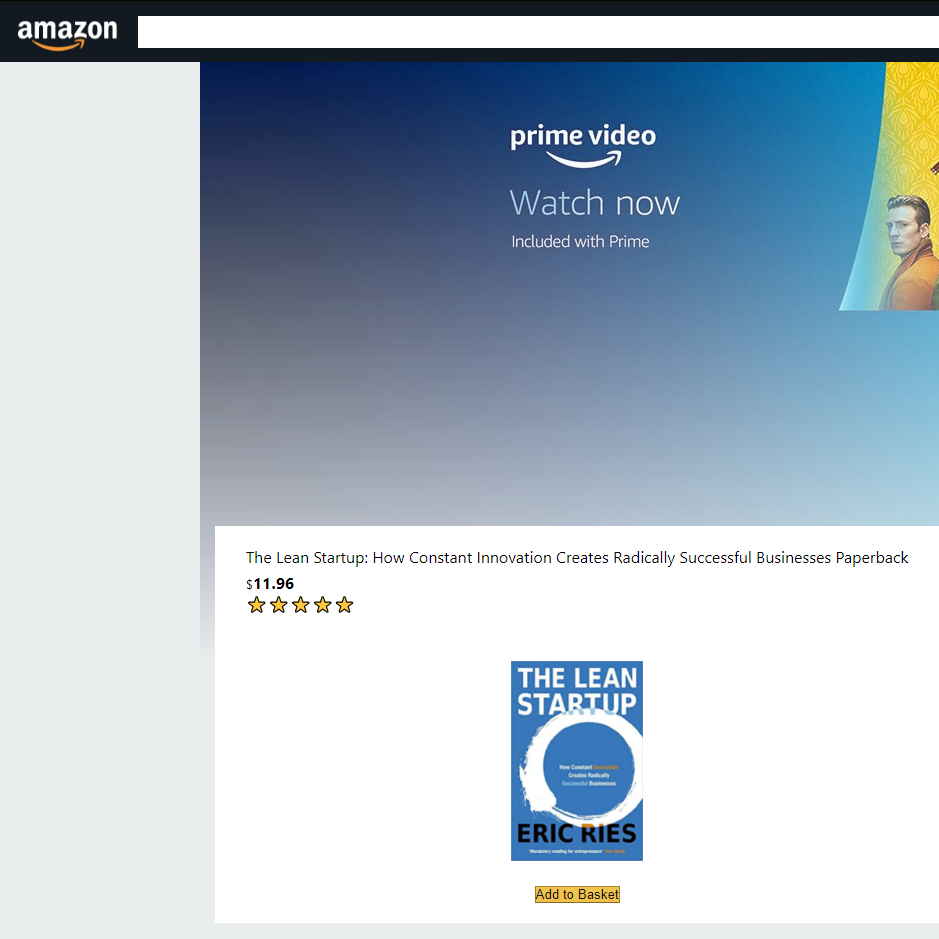 amazon
prime video
Watch now
Included with Prime
The Lean Startup: How Constant Innovation Creates Radically Successful Businesses Paperback
$11.96
THE LEAN
STARTUP
How Constant Innovation
Creates Radically
Successful Businesses
ERIC RIES
'Mandatory reading for entrepreneurs'
Add to Basket